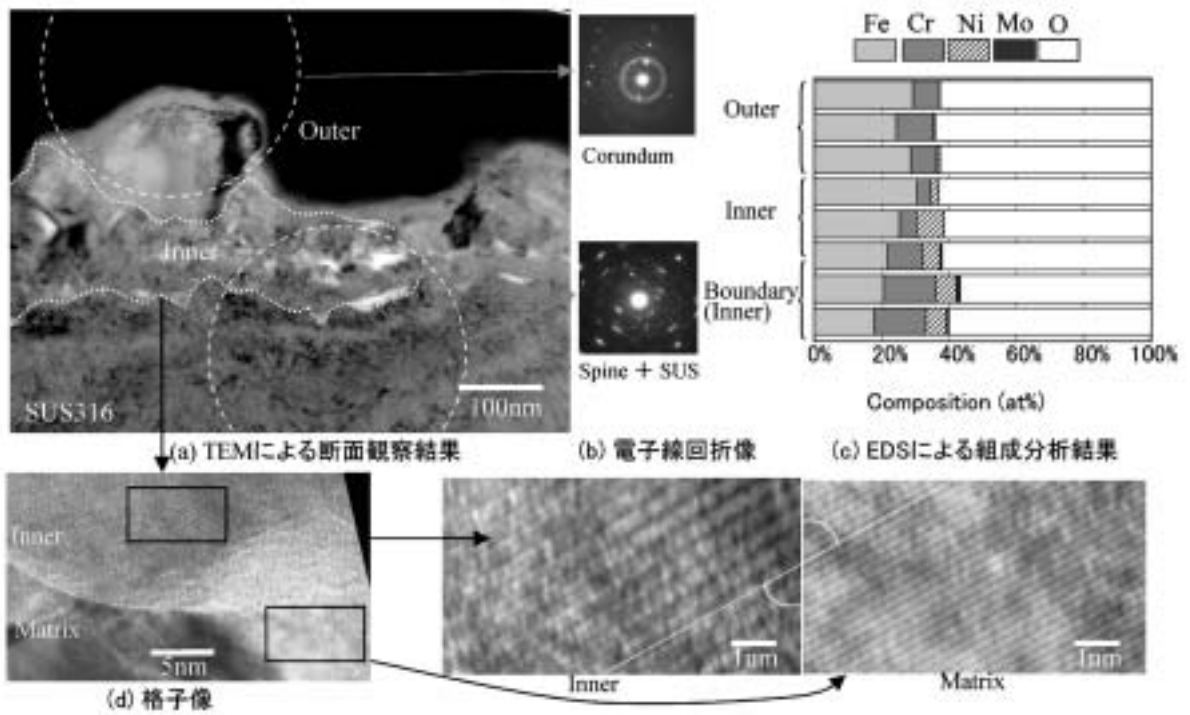 Outer
Inner
SUS316
100nm
(a) TEMによる断面観察結果
Corundum
Spine + SUS
(b) 電子線回折像
Fe Cr Ni Mo O
Outer
Inner
Boundary
(Inner)
0% 20% 40% 60% 80% 100%
Composition (at%)
(c) EDSによる組成分析結果
Inner
Matrix
5nm
(d) 格子像
1nm
Inner
1nm
Matrix